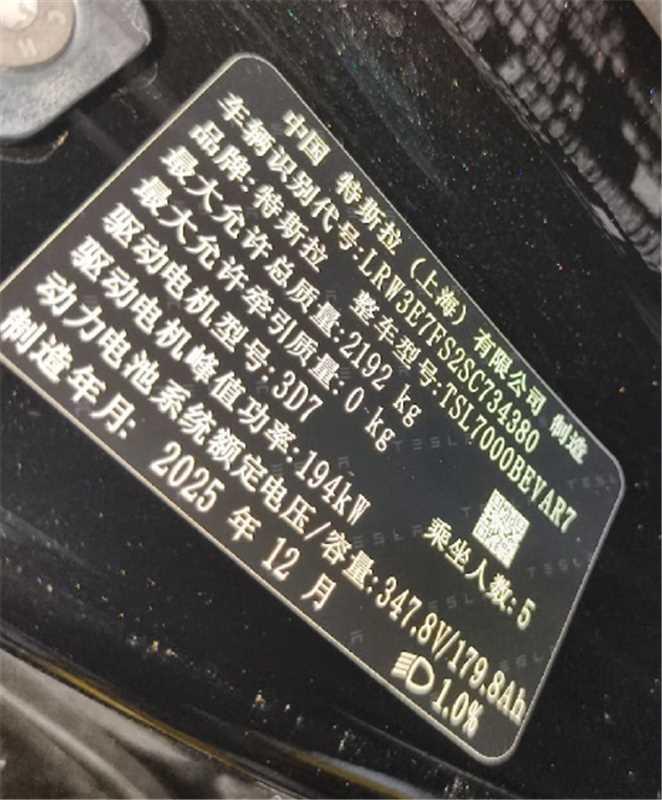 中国 特斯拉（上海）有限公司 制造
车辆识别代号:LRW3E7FS2SC734380
品牌:特斯拉 整车型号:TSL7000BEVAR7
最大允许总质量:2192 kg
最大允许牵引质量:0 kg
驱动电机型号:3D7
乘坐人数:5
驱动电机峰值功率:194kW
动力电池系统额定电压/容量:347.8V/179.8Ah
制造年月: 2025 年 12 月
1.0%
TESLA